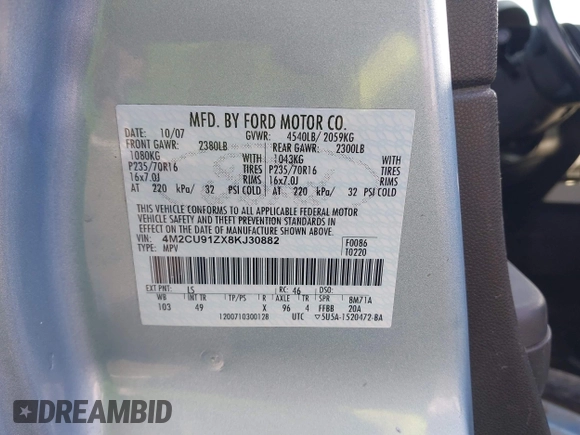 MFD. BY FORD MOTOR CO.
DATE: 10/07 GVWR: 4540LB/ 2059KG
FRONT GAWR: 2380LB REAR GAWR: 2300LB
1080KG WITH 1043KG WITH
P235/70R16 TIRES P235/70R16 TIRES
16x7.0J RIMS 16x7.0J RIMS
AT 220 kPa/ 32 PSI COLD AT 220 kPa/ 32 PSI COLD
THIS VEHICLE CONFORMS TO ALL APPLICABLE FEDERAL MOTOR
VEHICLE SAFETY AND THEFT PREVENTION STANDARDS IN
EFFECT ON THE DATE OF MANUFACTURE SHOWN ABOVE.
VIN: 4M2CU91ZX8KJ30882 F0086
TYPE: MPV T0220
EXT PNT: LS RC: 46 DSO:
WB INT TR TP/PS R AXLE TR SPR BM71A
103 49 X 96 4 FFBB 20A
1200710300128 UTC ▽5U5A-1520472-BA
DREAMBID